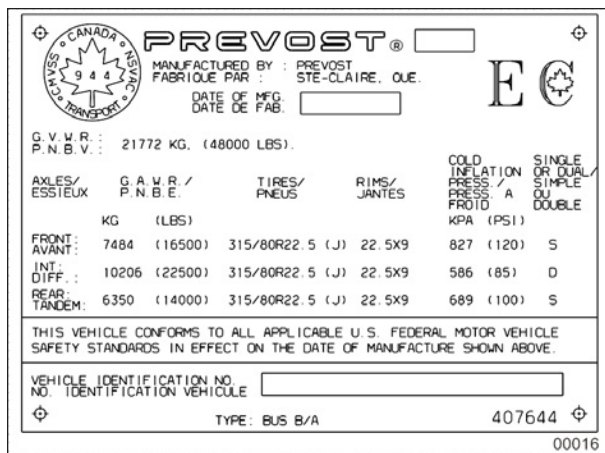 CANADA
CMVSS NSVAC
944
TRANSPORT
PREVOST®
MANUFACTURED BY : PREVOST
FABRIQUE PAR : STE-CLAIRE, QUE.
DATE OF MFG.
DATE DE FAB.
EC
G.V.W.R. :
P.N.B.V. : 21772 KG, (48000 LBS).
AXLES/ G.A.W.R./ TIRES/ RIMS/ COLD INFLATION PRESS./ SINGLE OR DUAL/
ESSIEUX P.N.B.E. PNEUS JANTES PRESS. A FROID SIMPLE OU DOUBLE
KG (LBS) KPA (PSI)
FRONT:
AVANT: 7484 (16500) 315/80R22.5 (J) 22.5X9 827 (120) S
INT.
DIFF. : 10206 (22500) 315/80R22.5 (J) 22.5X9 586 (85) D
REAR:
TANDEM: 6350 (14000) 315/80R22.5 (J) 22.5X9 689 (100) S
THIS VEHICLE CONFORMS TO ALL APPLICABLE U.S. FEDERAL MOTOR VEHICLE
SAFETY STANDARDS IN EFFECT ON THE DATE OF MANUFACTURE SHOWN ABOVE.
VEHICLE IDENTIFICATION NO.
NO. IDENTIFICATION VEHICULE
TYPE: BUS B/A 407644
00016